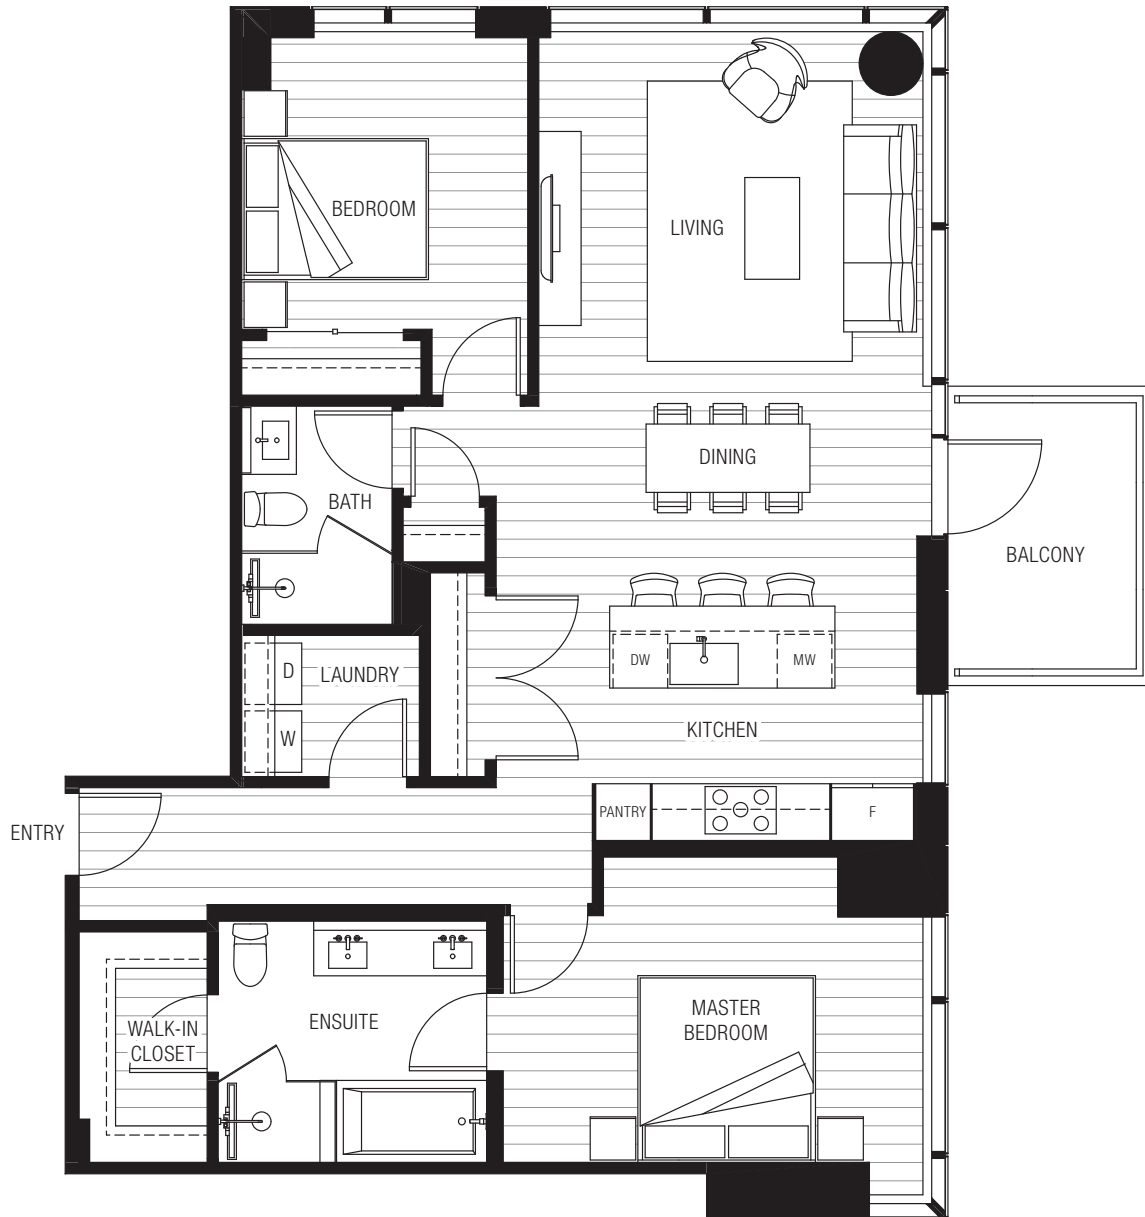 BEDROOM
LIVING
DINING
BATH
BALCONY
DW
MW
D
LAUNDRY
W
KITCHEN
PANTRY
F
ENTRY
MASTER
BEDROOM
ENSUITE
WALK-IN
CLOSET